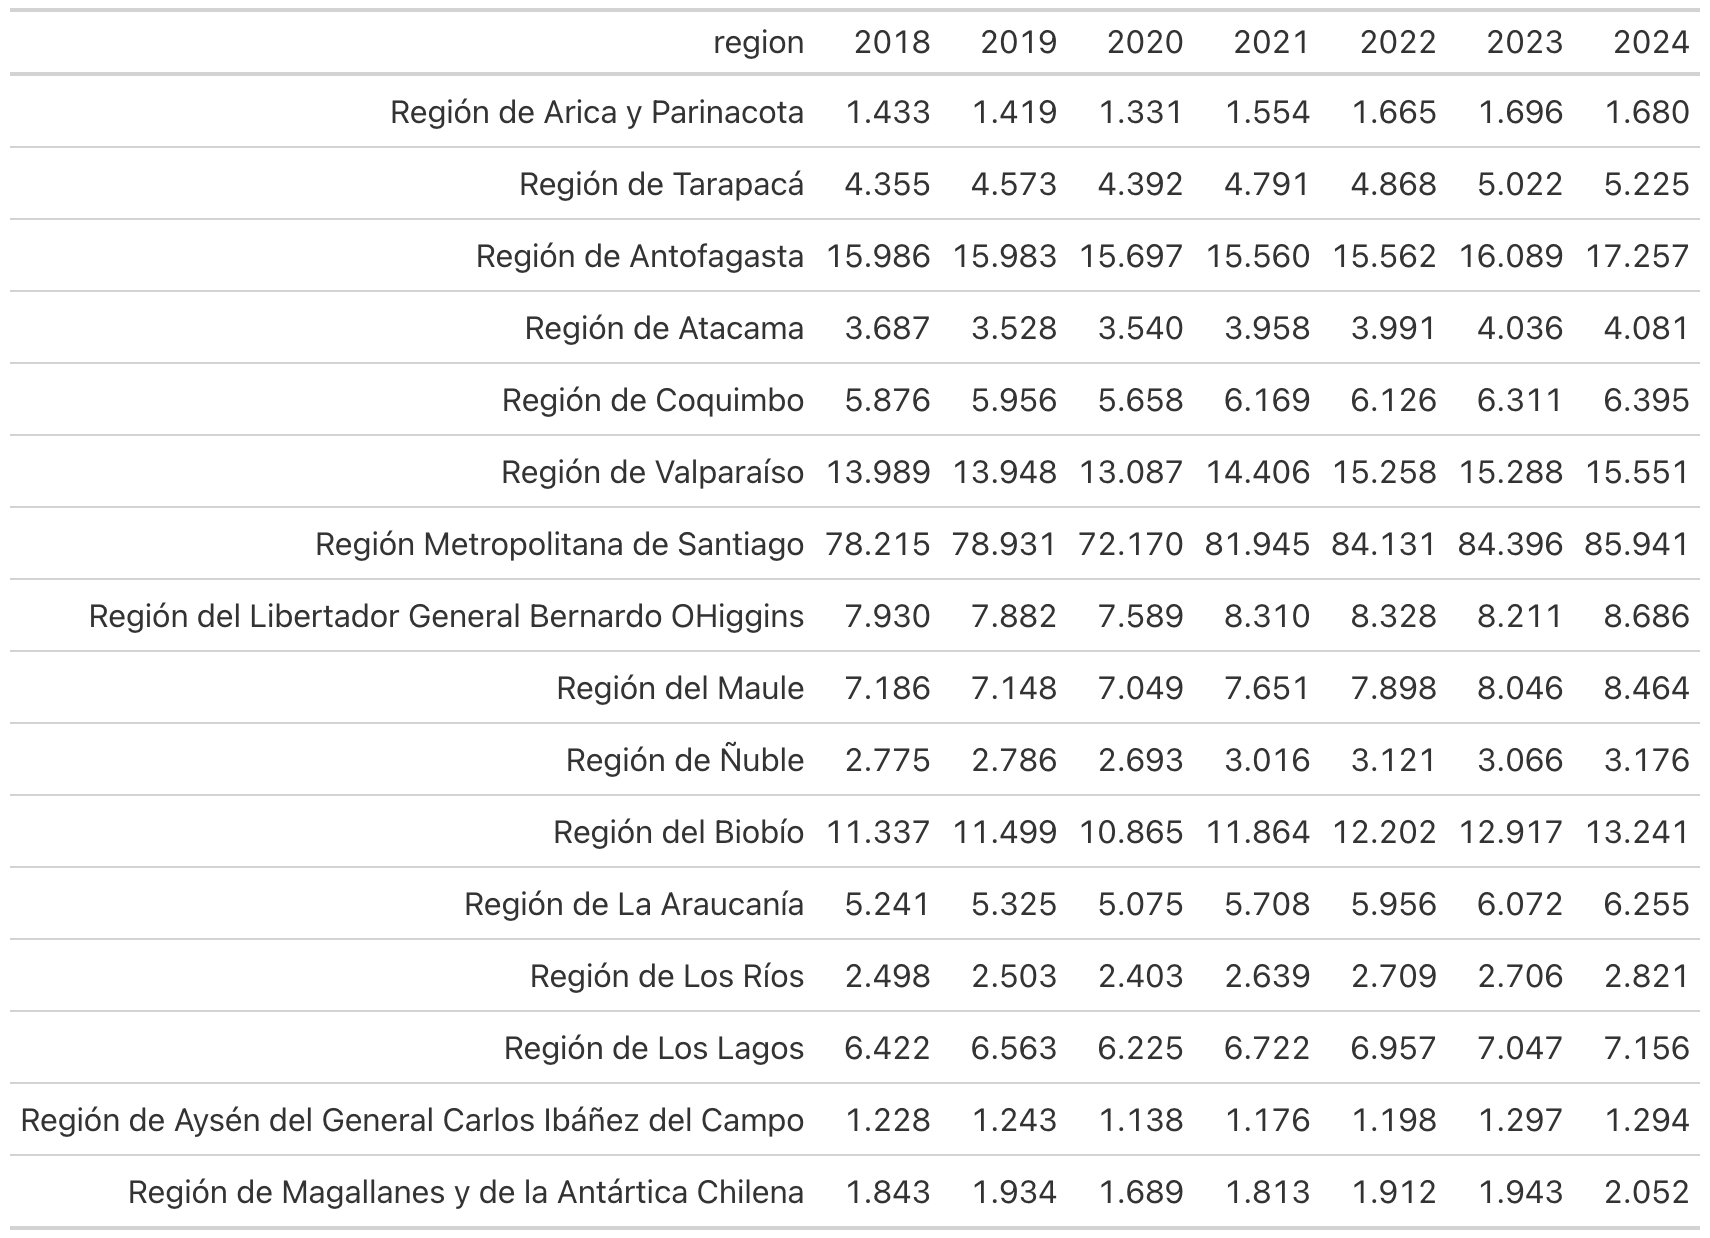 region 2018 2019 2020 2021 2022 2023 2024
Región de Arica y Parinacota 1.433 1.419 1.331 1.554 1.665 1.696 1.680
Región de Tarapacá 4.355 4.573 4.392 4.791 4.868 5.022 5.225
Región de Antofagasta 15.986 15.983 15.697 15.560 15.562 16.089 17.257
Región de Atacama 3.687 3.528 3.540 3.958 3.991 4.036 4.081
Región de Coquimbo 5.876 5.956 5.658 6.169 6.126 6.311 6.395
Región de Valparaíso 13.989 13.948 13.087 14.406 15.258 15.288 15.551
Región Metropolitana de Santiago 78.215 78.931 72.170 81.945 84.131 84.396 85.941
Región del Libertador General Bernardo OHiggins 7.930 7.882 7.589 8.310 8.328 8.211 8.686
Región del Maule 7.186 7.148 7.049 7.651 7.898 8.046 8.464
Región de Ñuble 2.775 2.786 2.693 3.016 3.121 3.066 3.176
Región del Biobío 11.337 11.499 10.865 11.864 12.202 12.917 13.241
Región de La Araucanía 5.241 5.325 5.075 5.708 5.956 6.072 6.255
Región de Los Ríos 2.498 2.503 2.403 2.639 2.709 2.706 2.821
Región de Los Lagos 6.422 6.563 6.225 6.722 6.957 7.047 7.156
Región de Aysén del General Carlos Ibáñez del Campo 1.228 1.243 1.138 1.176 1.198 1.297 1.294
Región de Magallanes y de la Antártica Chilena 1.843 1.934 1.689 1.813 1.912 1.943 2.052